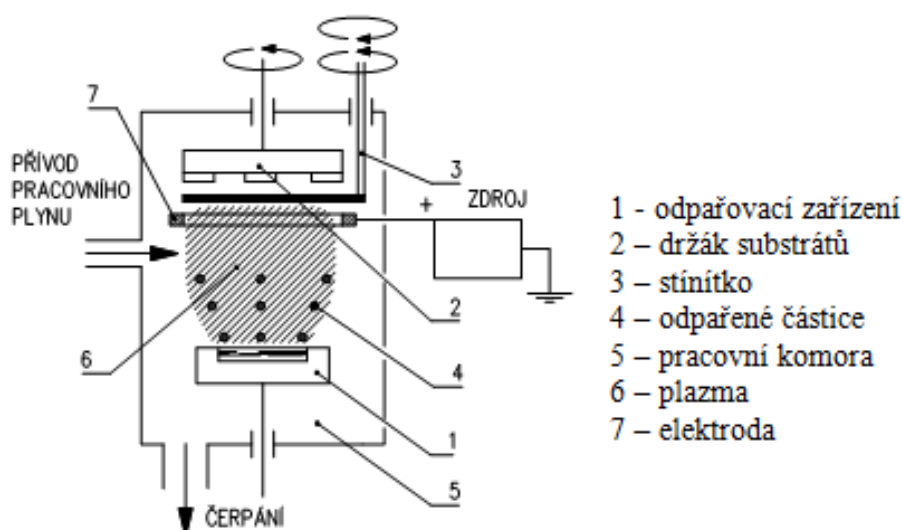 7
PŘÍVOD
PRACOVNÍHO
PLYNU
3
+
ZDROJ
2
6
4
1
5
ČERPÁNÍ
1 - odpařovací zařízení
2 – držák substrátů
3 – stínítko
4 – odpařené částice
5 – pracovní komora
6 – plazma
7 – elektroda